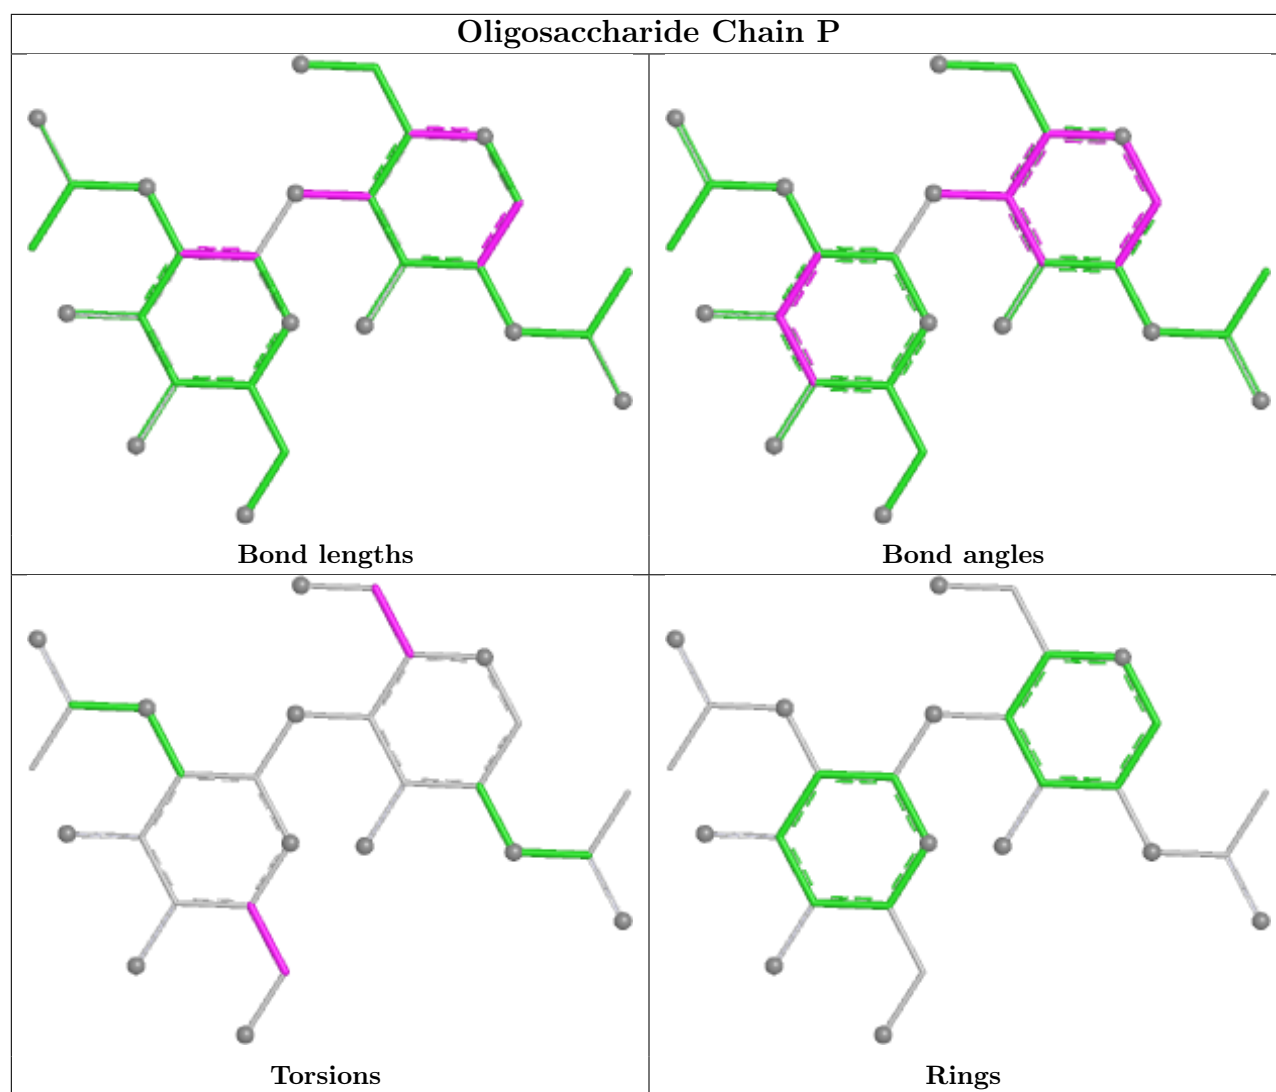 Oligosaccharide Chain P
Bond lengths
Bond angles
Torsions
Rings